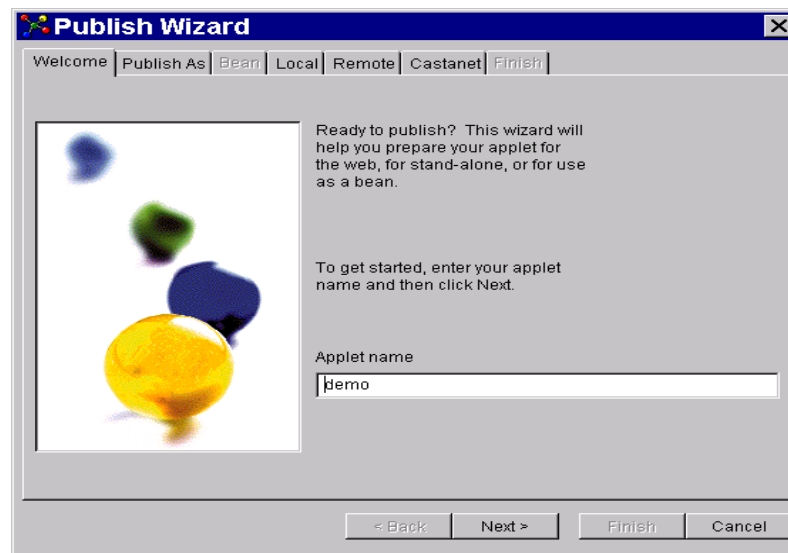 Publish Wizard
Welcome Publish As Bean Local Remote Castanet Finish
Ready to publish? This wizard will
help you prepare your applet for
the web, for stand-alone, or for use
as a bean.
To get started, enter your applet
name and then click Next.
Applet name
demo
< Back Next > Finish Cancel